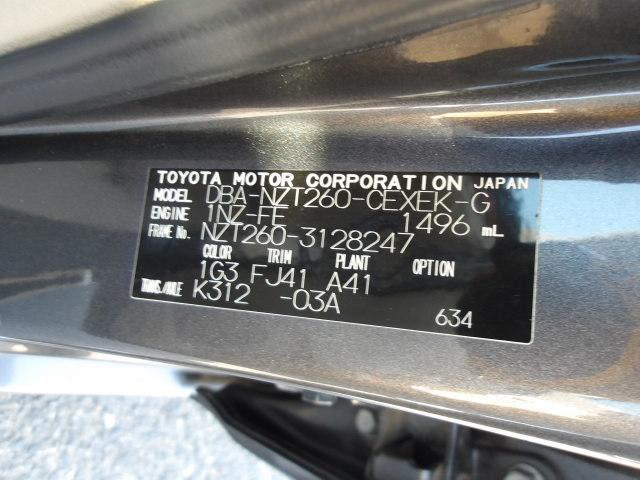 TOYOTA MOTOR CORPORATION JAPAN
MODEL DBA-NZT260-CEXEK-G
ENGINE 1NZ-FE 1496 mL
FRAME No. NZT260-3128247
COLOR TRIM PLANT OPTION
1G3 FJ41 A41
TRANS./AXLE K312 -03A
634